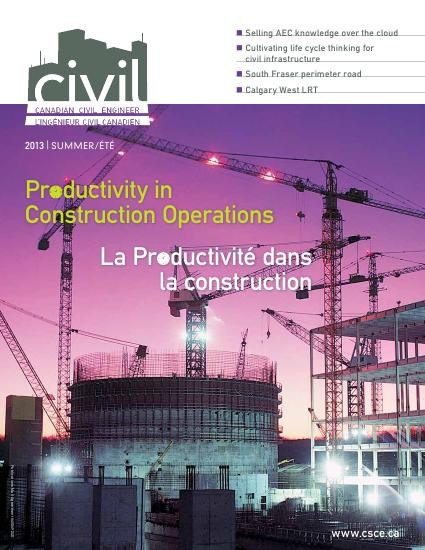 civil
CANADIAN CIVIL ENGINEER
L'INGÉNIEUR CIVIL CANADIEN
Selling AEC knowledge over the cloud
Cultivating life cycle thinking for
civil infrastructure
South Fraser perimeter road
Calgary West LRT
2013 | SUMMER/ÉTÉ
Productivity in
Construction Operations
La Productivité dans
la construction
www.csce.ca